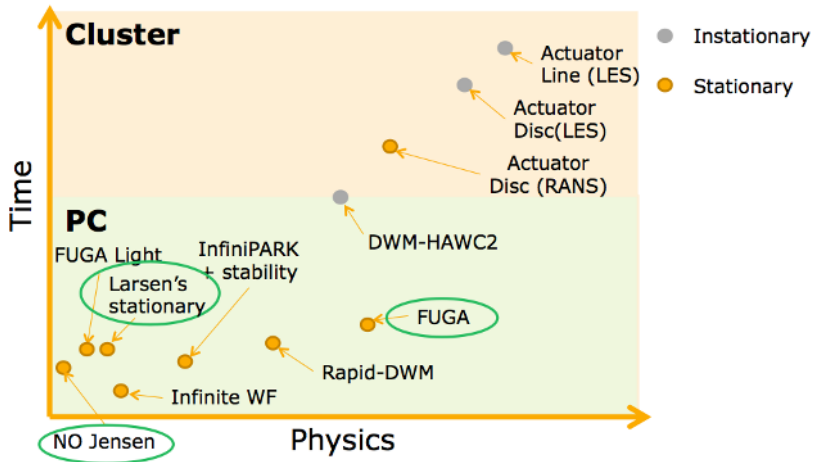 Cluster
Instationary
Stationary
Actuator
Line (LES)
Actuator
Disc(LES)
Actuator
Disc (RANS)
Time
PC
DWM-HAWC2
FUGA Light
InfiniPARK
+ stability
Larsen's
stationary
FUGA
Rapid-DWM
Infinite WF
NO Jensen
Physics